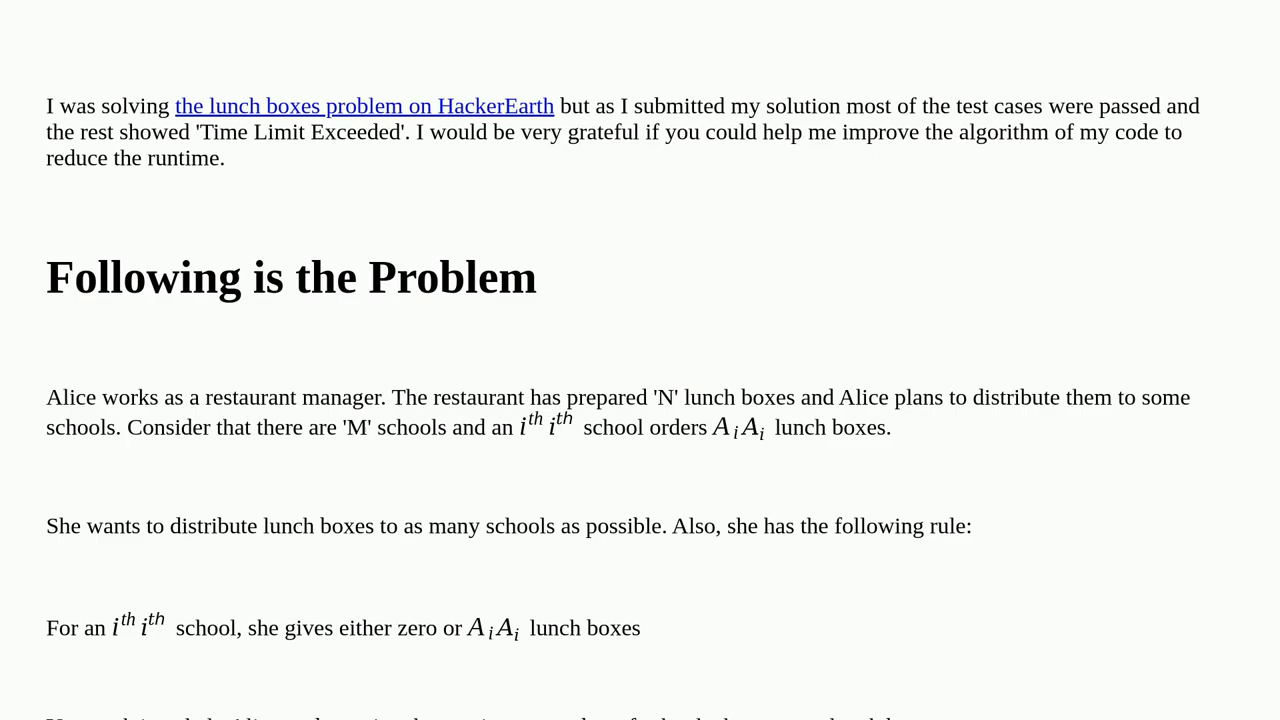 I was solving the lunch boxes problem on HackerEarth but as I submitted my solution most of the test cases were passed and
the rest showed 'Time Limit Exceeded'. I would be very grateful if you could help me improve the algorithm of my code to
reduce the runtime.
Following is the Problem
Alice works as a restaurant manager. The restaurant has prepared 'N' lunch boxes and Alice plans to distribute them to some
schools. Consider that there are 'M' schools and an i^th i^th school orders A_i A_i lunch boxes.
She wants to distribute lunch boxes to as many schools as possible. Also, she has the following rule:
For an i^th i^th school, she gives either zero or A_i A_i lunch boxes